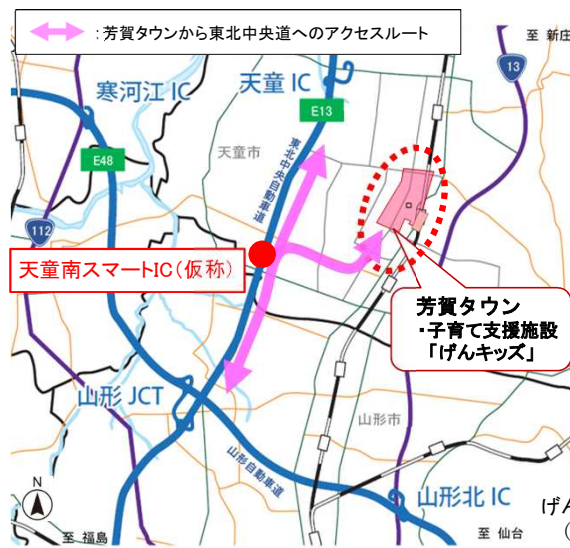 ：芳賀タウンから東北中央道へのアクセスルート
至 新庄
13
寒河江 IC
天童 IC
E13
天童市
E48
東北中央自動車道
112
天童南スマートIC（仮称）
芳賀タウン
・子育て支援施設
「げんキッズ」
山形 JCT
山形市
山形自動車道
山形北 IC
N
げん
至 福島
至 仙台
（